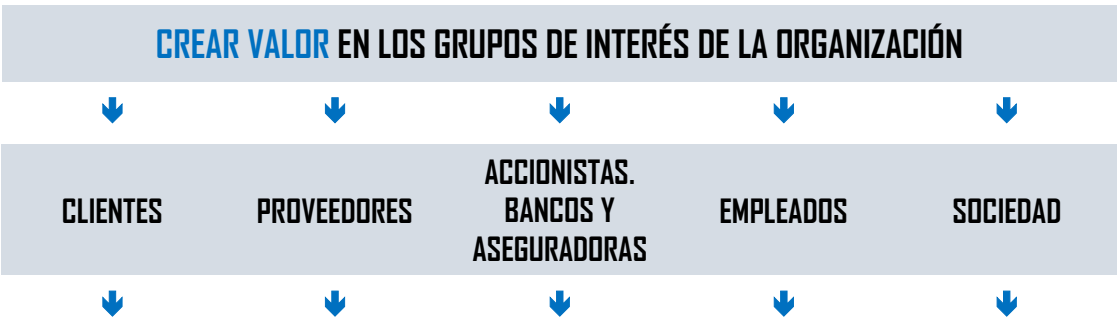 CREAR VALOR EN LOS GRUPOS DE INTERÉS DE LA ORGANIZACIÓN
CLIENTES
PROVEEDORES
ACCIONISTAS.
BANCOS Y
ASEGURADORAS
EMPLEADOS
SOCIEDAD